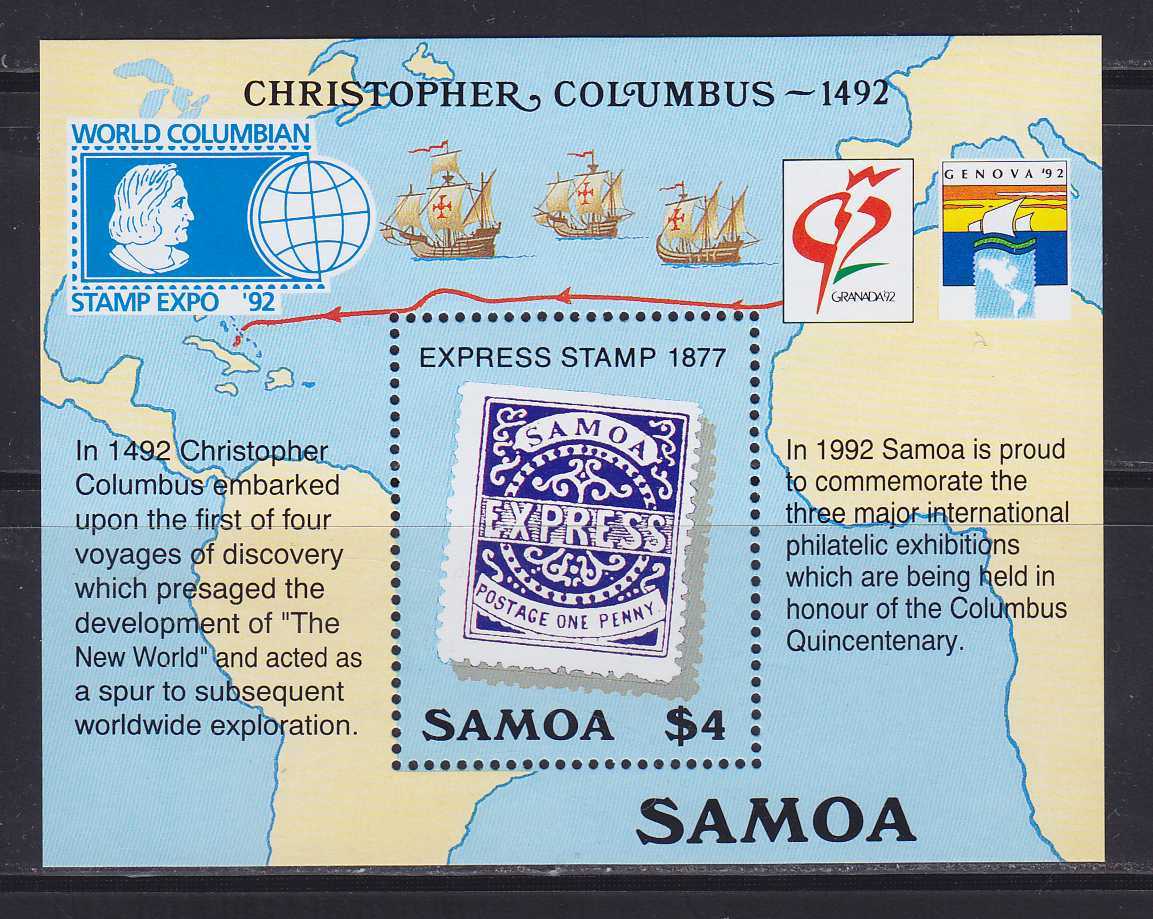 CHRISTOPHER COLUMBUS ~ 1492
WORLD COLUMBIAN
STAMP EXPO '92
GRANADA'92
GENOVA '92
EXPRESS STAMP 1877
SAMOA
EXPRESS
POSTAGE ONE PENNY.
SAMOA $4
In 1492 Christopher
Columbus embarked
upon the first of four
voyages of discovery
which presaged the
development of "The
New World" and acted as
a spur to subsequent
worldwide exploration.
In 1992 Samoa is proud
to commemorate the
three major international
philatelic exhibitions
which are being held in
honour of the Columbus
Quincentenary.
SAMOA